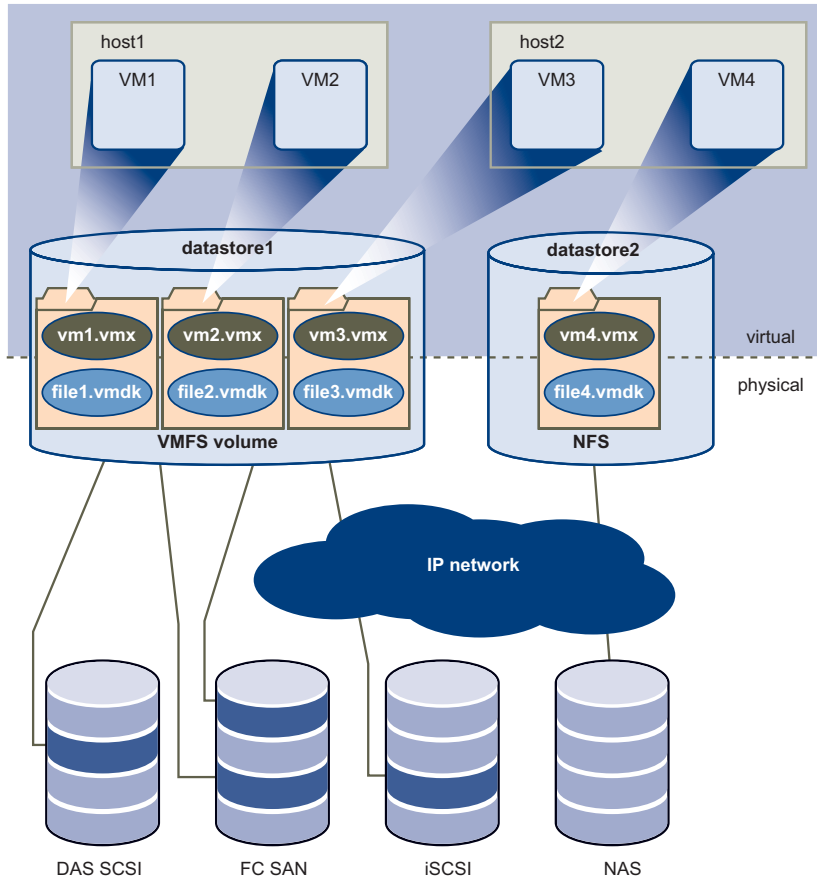 host1
host2
VM1
VM2
VM3
VM4
datastore1
datastore2
vm1.vmx
vm2.vmx
vm3.vmx
vm4.vmx
virtual
file1.vmdk
file2.vmdk
file3.vmdk
file4.vmdk
physical
VMFS volume
NFS
IP network
DAS SCSI
FC SAN
iSCSI
NAS